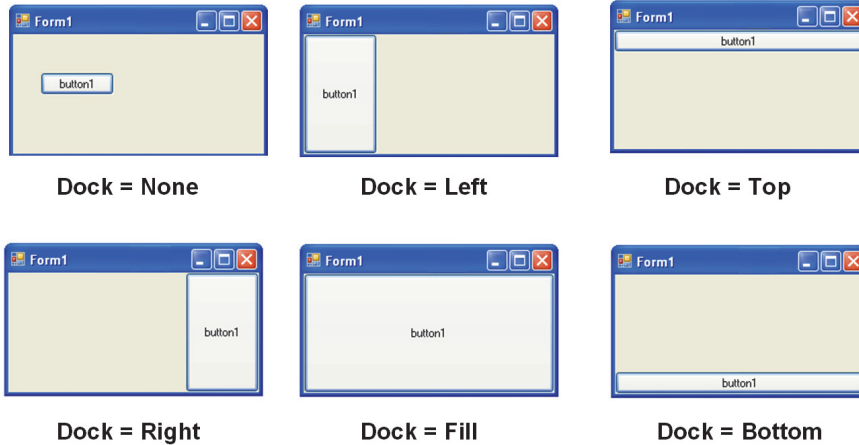 Form1
button1
Dock = None
Form1
button1
Dock = Left
Form1
button1
Dock = Top
Form1
button1
Dock = Right
Form1
button1
Dock = Fill
Form1
button1
Dock = Bottom